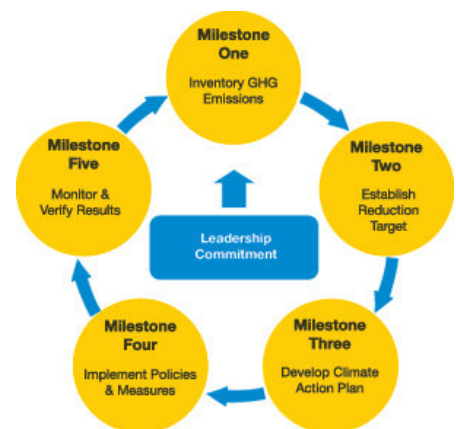 Milestone
One
Inventory GHG
Emissions
Milestone
Two
Establish
Reduction
Target
Milestone
Three
Develop Climate
Action Plan
Milestone
Four
Implement Policies
& Measures
Milestone
Five
Monitor &
Verify Results
Leadership
Commitment